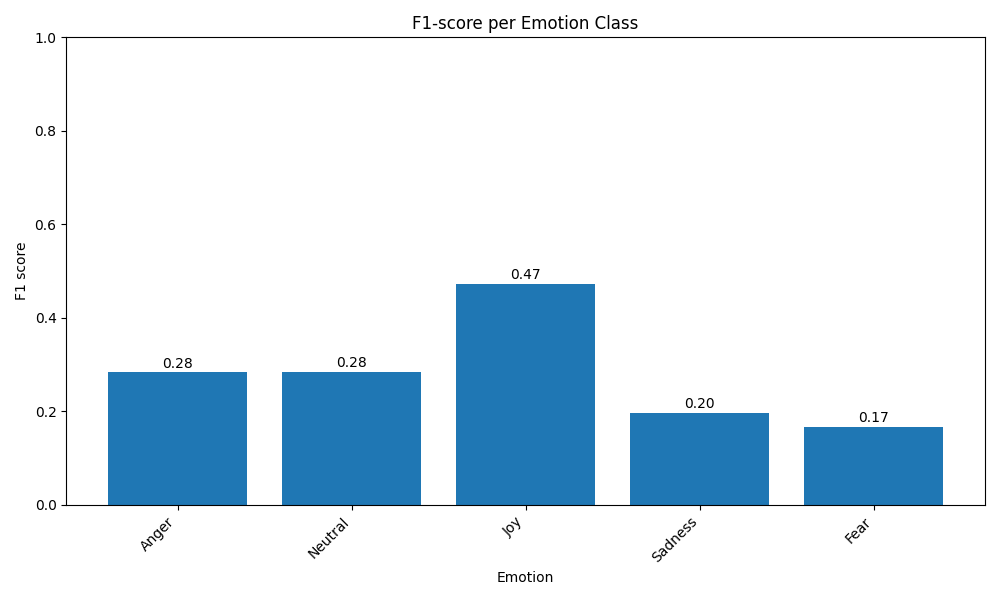 F1-score per Emotion Class
1.0
0.8
0.6
0.4
0.2
0.0
F1 score
0.28
0.28
0.47
0.20
0.17
Anger
Neutral
Joy
Sadness
Fear
Emotion